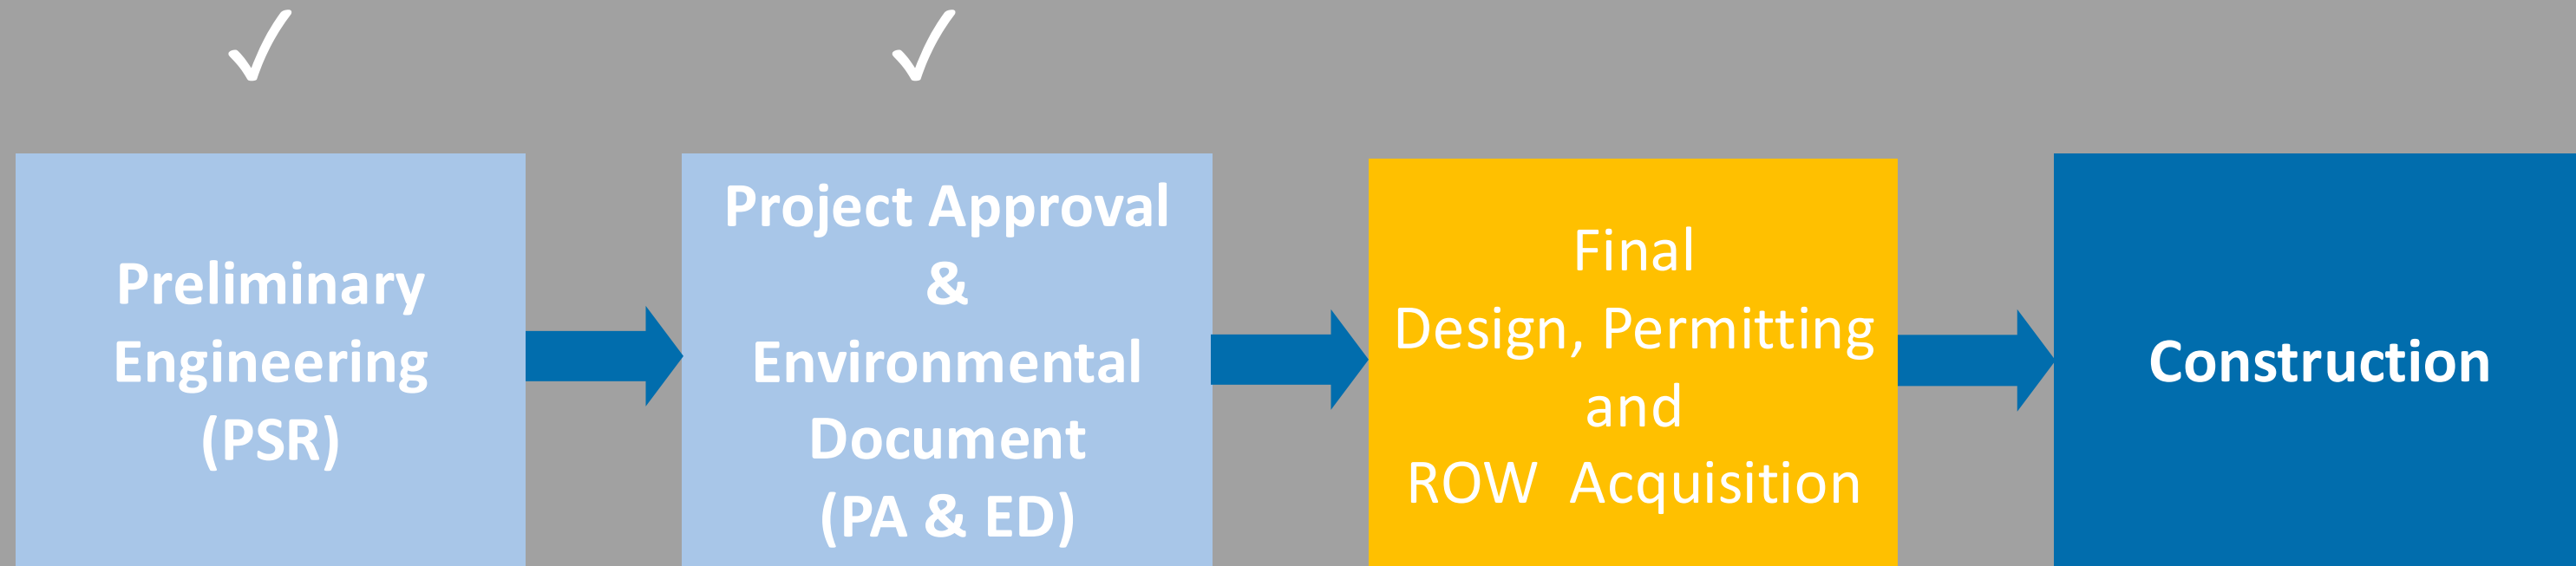 ✓
✓
Preliminary
Engineering
(PSR)
Project Approval
&
Environmental
Document
(PA & ED)
Final
Design, Permitting
and
ROW  Acquisition
Construction